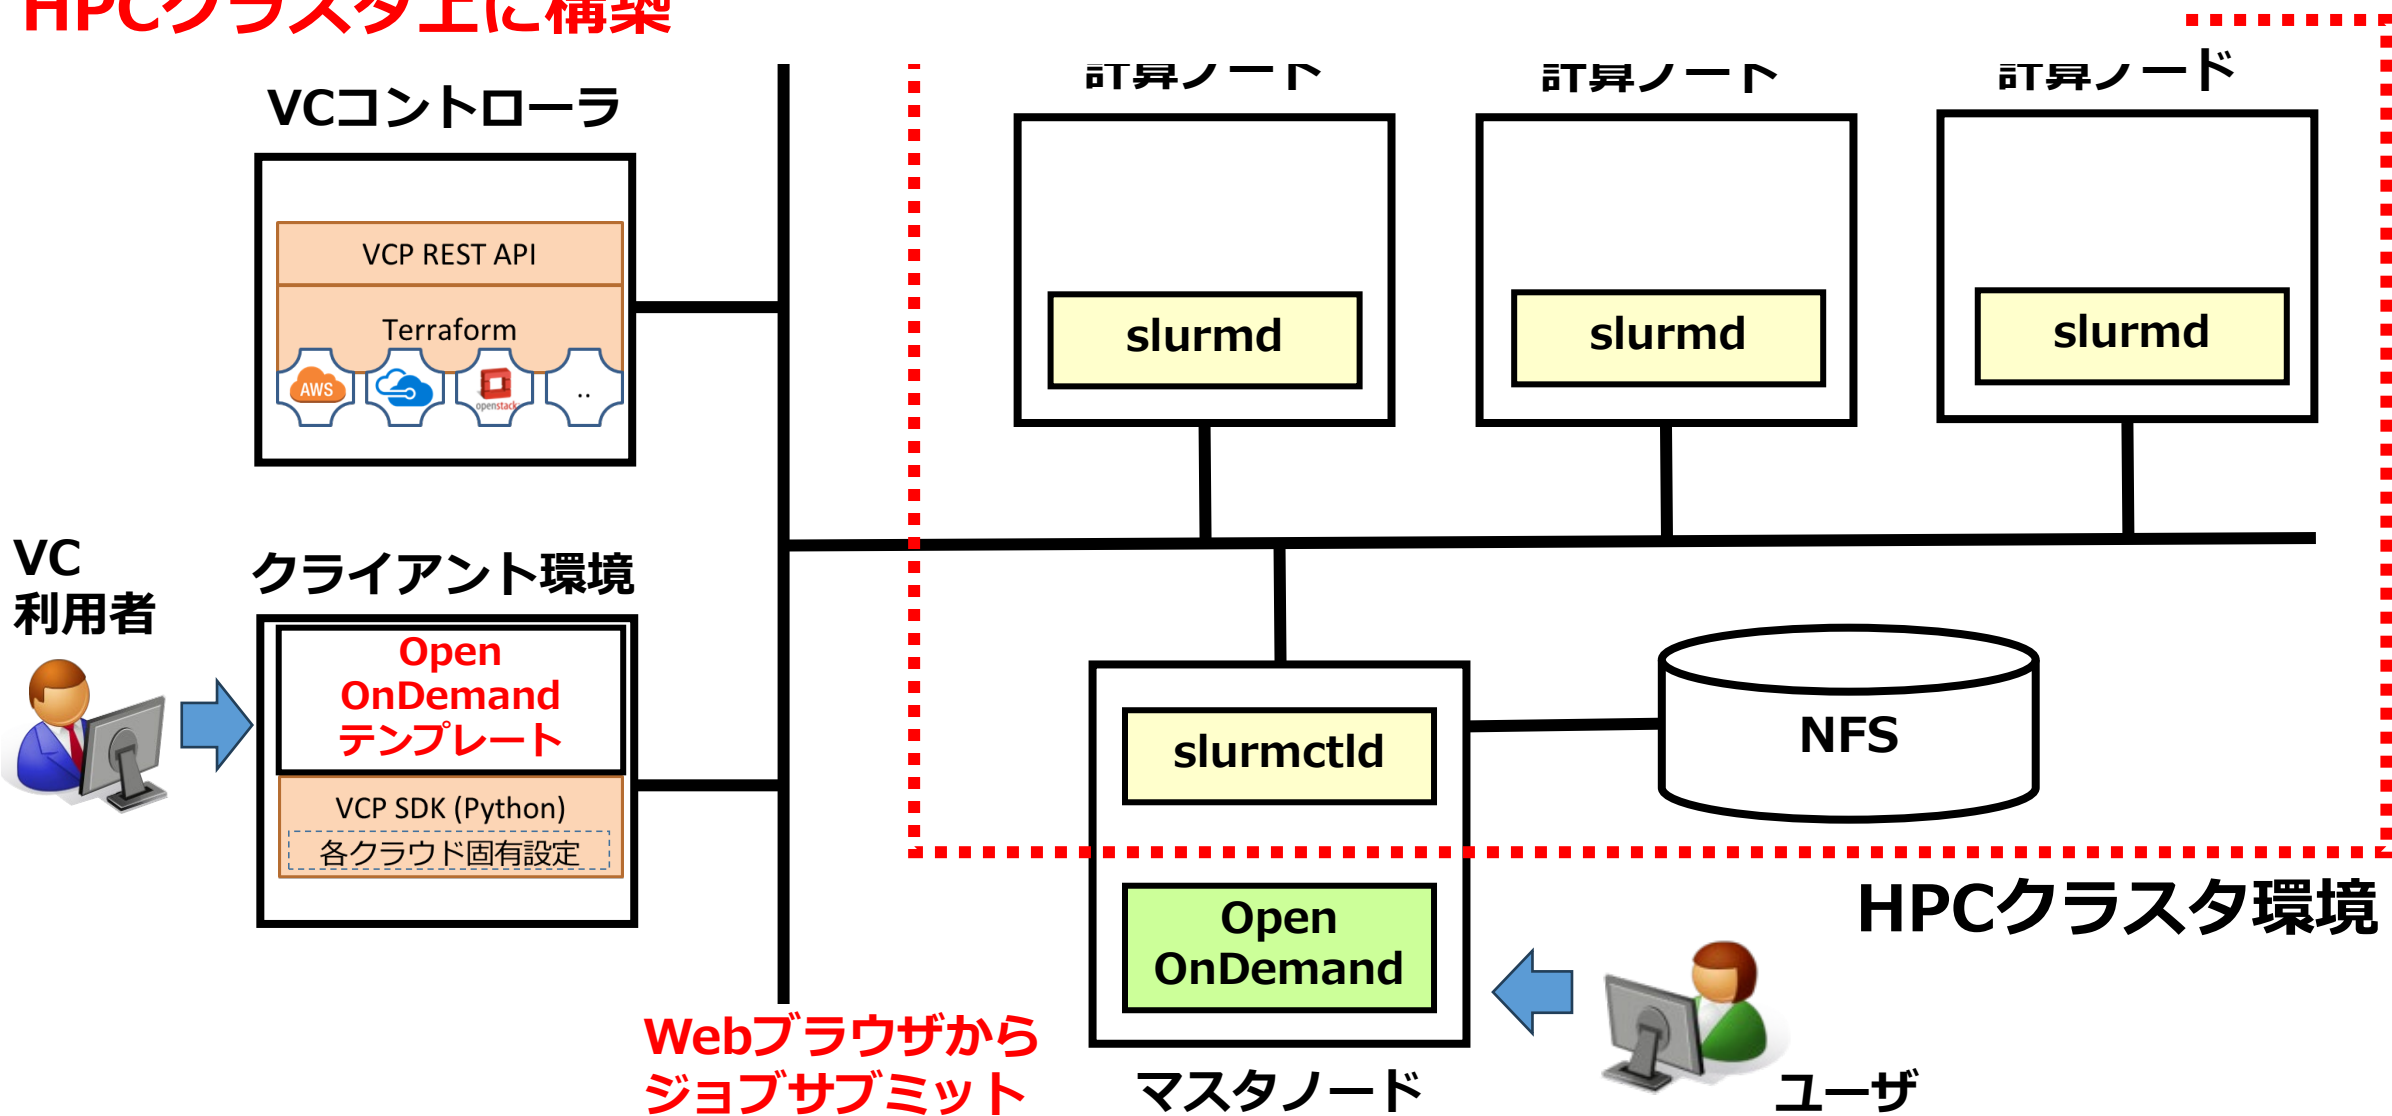 HPCクラスタ上に構築
計算ノード
計算ノード
計算ノード
VCコントローラ
VCP REST API
Terraform
AWS
openstack
..
slurmd
slurmd
slurmd
VC
利用者
クライアント環境
Open
OnDemand
テンプレート
VCP SDK (Python)
各クラウド固有設定
slurmctld
NFS
HPCクラスタ環境
Open
OnDemand
Webブラウザから
ジョブサブミット
マスタノード
ユーザ